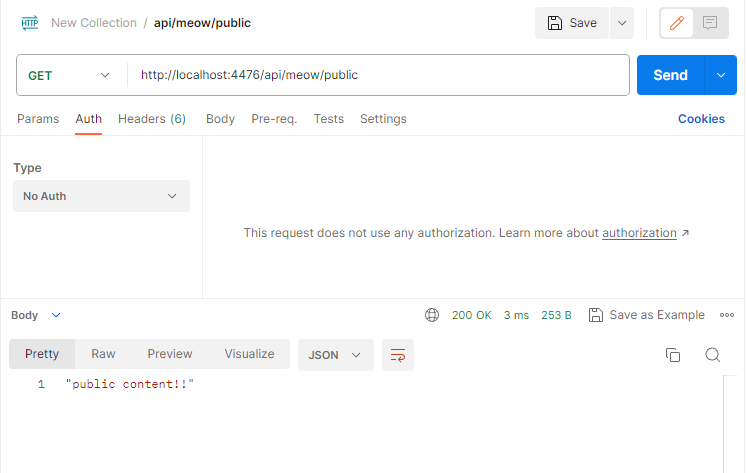 HTTP New Collection / api/meow/public Save
GET http://localhost:4476/api/meow/public Send
Params Auth Headers (6) Body Pre-req. Tests Settings Cookies
Type
No Auth
This request does not use any authorization. Learn more about authorization ↗
Body 200 OK 3 ms 253 B Save as Example
Pretty Raw Preview Visualize JSON
1 "public content!!"